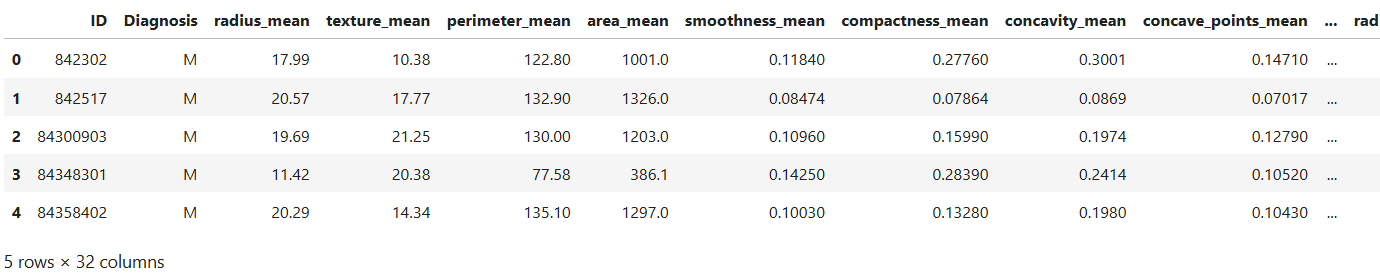 ID Diagnosis radius_mean texture_mean perimeter_mean area_mean smoothness_mean compactness_mean concavity_mean concave_points_mean ... rad
0 842302 M 17.99 10.38 122.80 1001.0 0.11840 0.27760 0.3001 0.14710 ...
1 842517 M 20.57 17.77 132.90 1326.0 0.08474 0.07864 0.0869 0.07017 ...
2 84300903 M 19.69 21.25 130.00 1203.0 0.10960 0.15990 0.1974 0.12790 ...
3 84348301 M 11.42 20.38 77.58 386.1 0.14250 0.28390 0.2414 0.10520 ...
4 84358402 M 20.29 14.34 135.10 1297.0 0.10030 0.13280 0.1980 0.10430 ...
5 rows × 32 columns